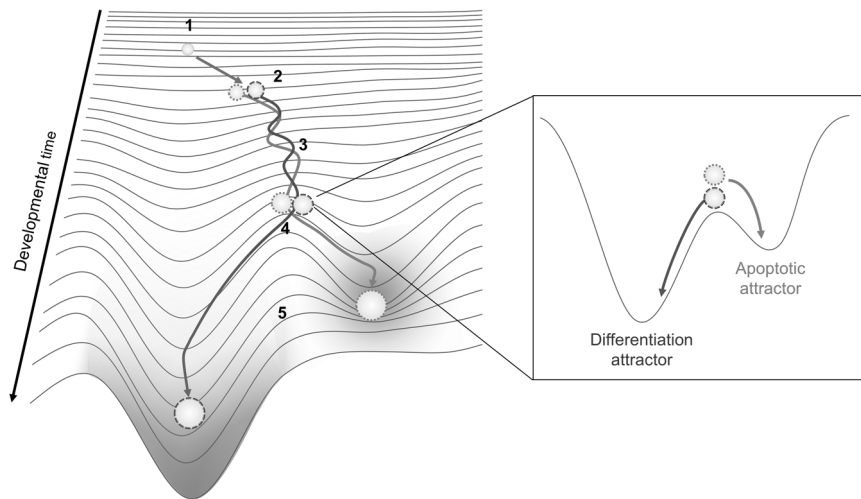 1
2
3
4
5
Developmental time
Apoptotic
attractor
Differentiation
attractor